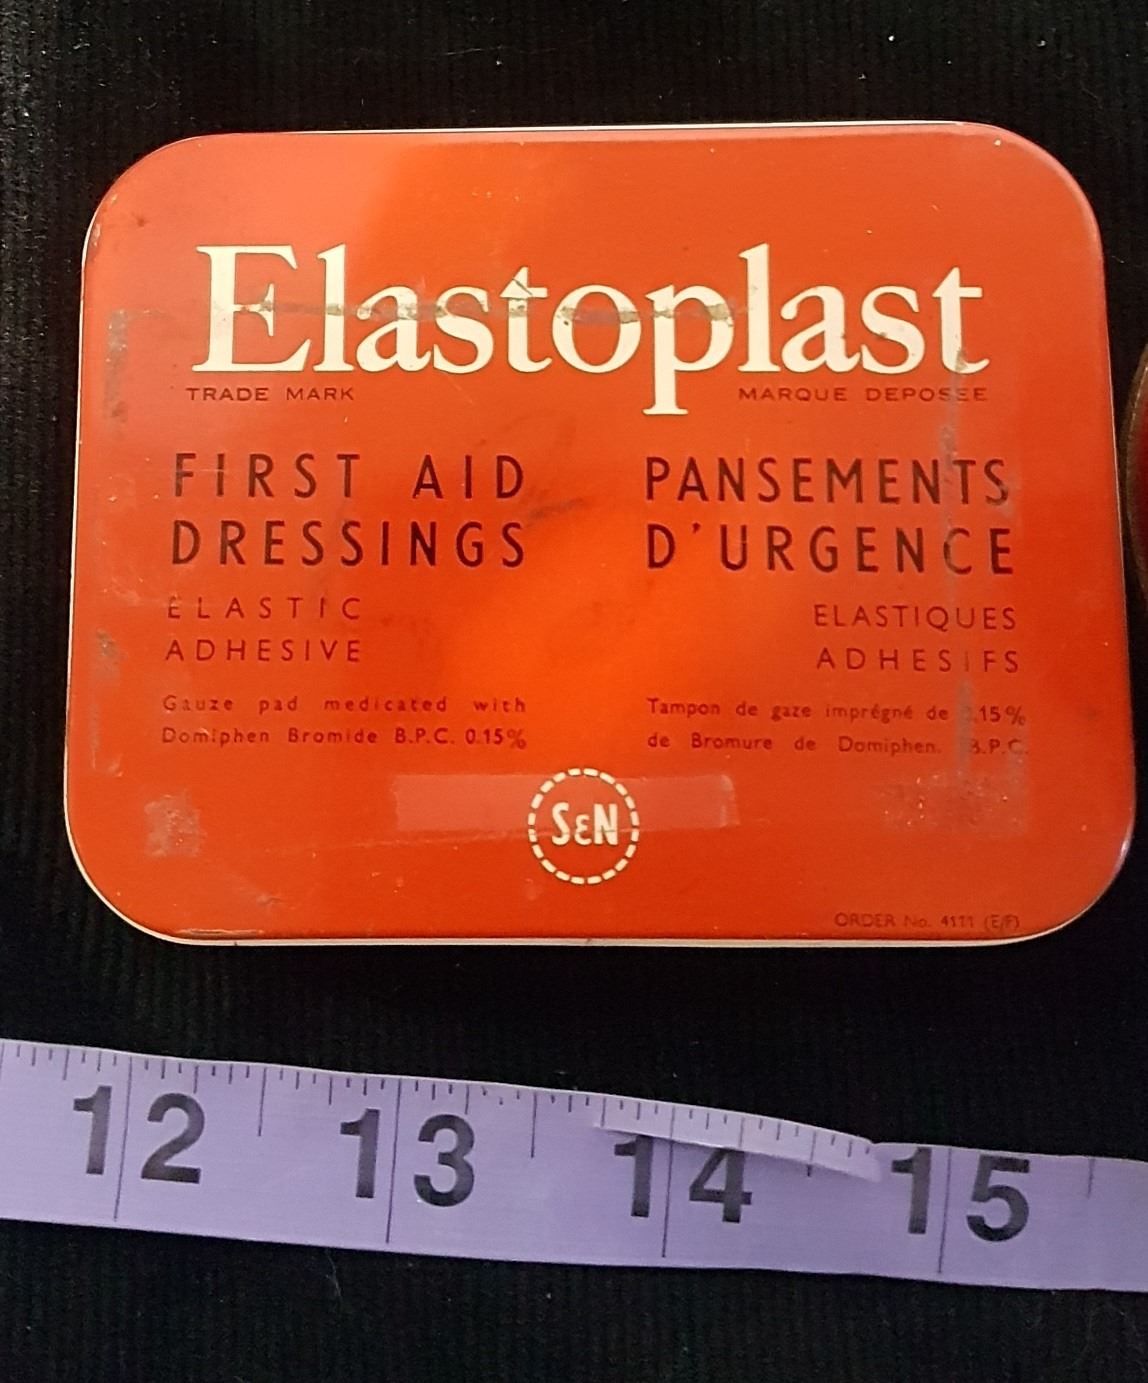 Elastoplast
TRADE MARK MARQUE DEPOSEE
FIRST AID
DRESSINGS
ELASTIC
ADHESIVE
Gauze pad medicated with
Domiphen Bromide B.P.C. 0.15%
PANSEMENTS
D'URGENCE
ELASTIQUES
ADHESIFS
Tampon de gaze imprégné de .15%
de Bromure de Domiphen. B.P.C.
SεN
ORDER No. 4111 (E/F)
12 13 14 15